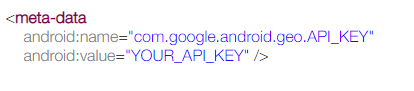 <meta-data
android:name="com.google.android.geo.API_KEY"
android:value="YOUR_API_KEY" />